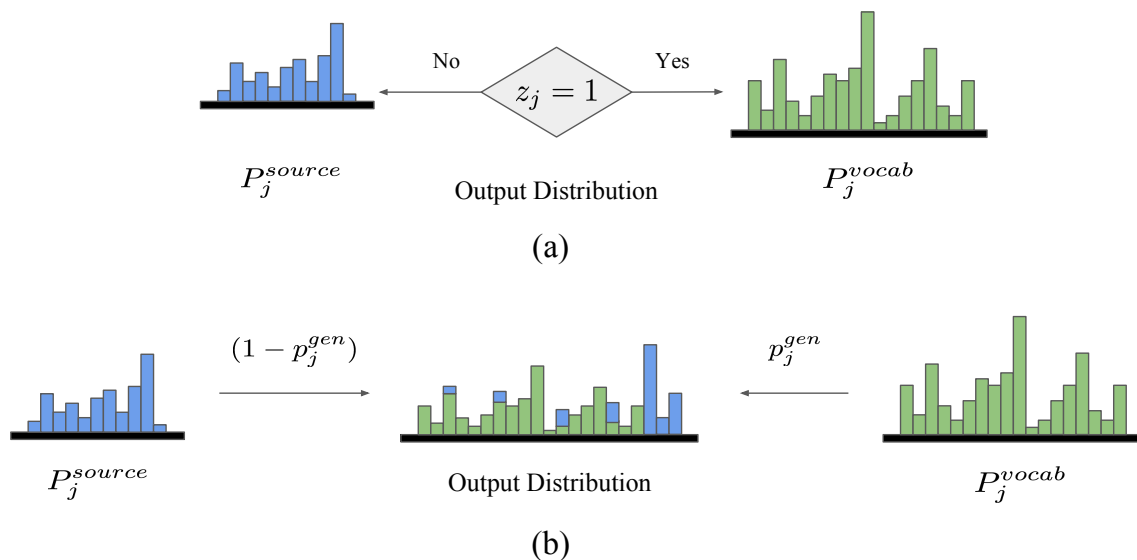 No
z_j = 1
Yes
P_j^{source}
Output Distribution
P_j^{vocab}
(a)
(1 − p_j^{gen})
p_j^{gen}
P_j^{source}
Output Distribution
P_j^{vocab}
(b)